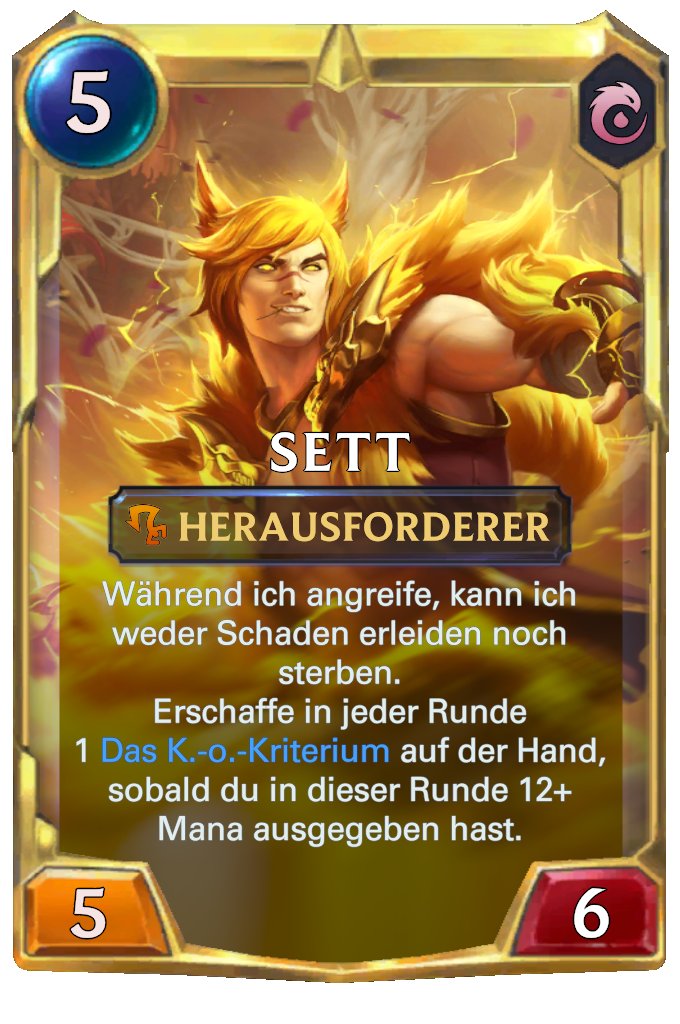 5
SETT
HERAUSFORDERER
Während ich angreife, kann ich
weder Schaden erleiden noch
sterben.
Erschaffe in jeder Runde
1 Das K.-o.-Kriterium auf der Hand,
sobald du in dieser Runde 12+
Mana ausgegeben hast.
5
6